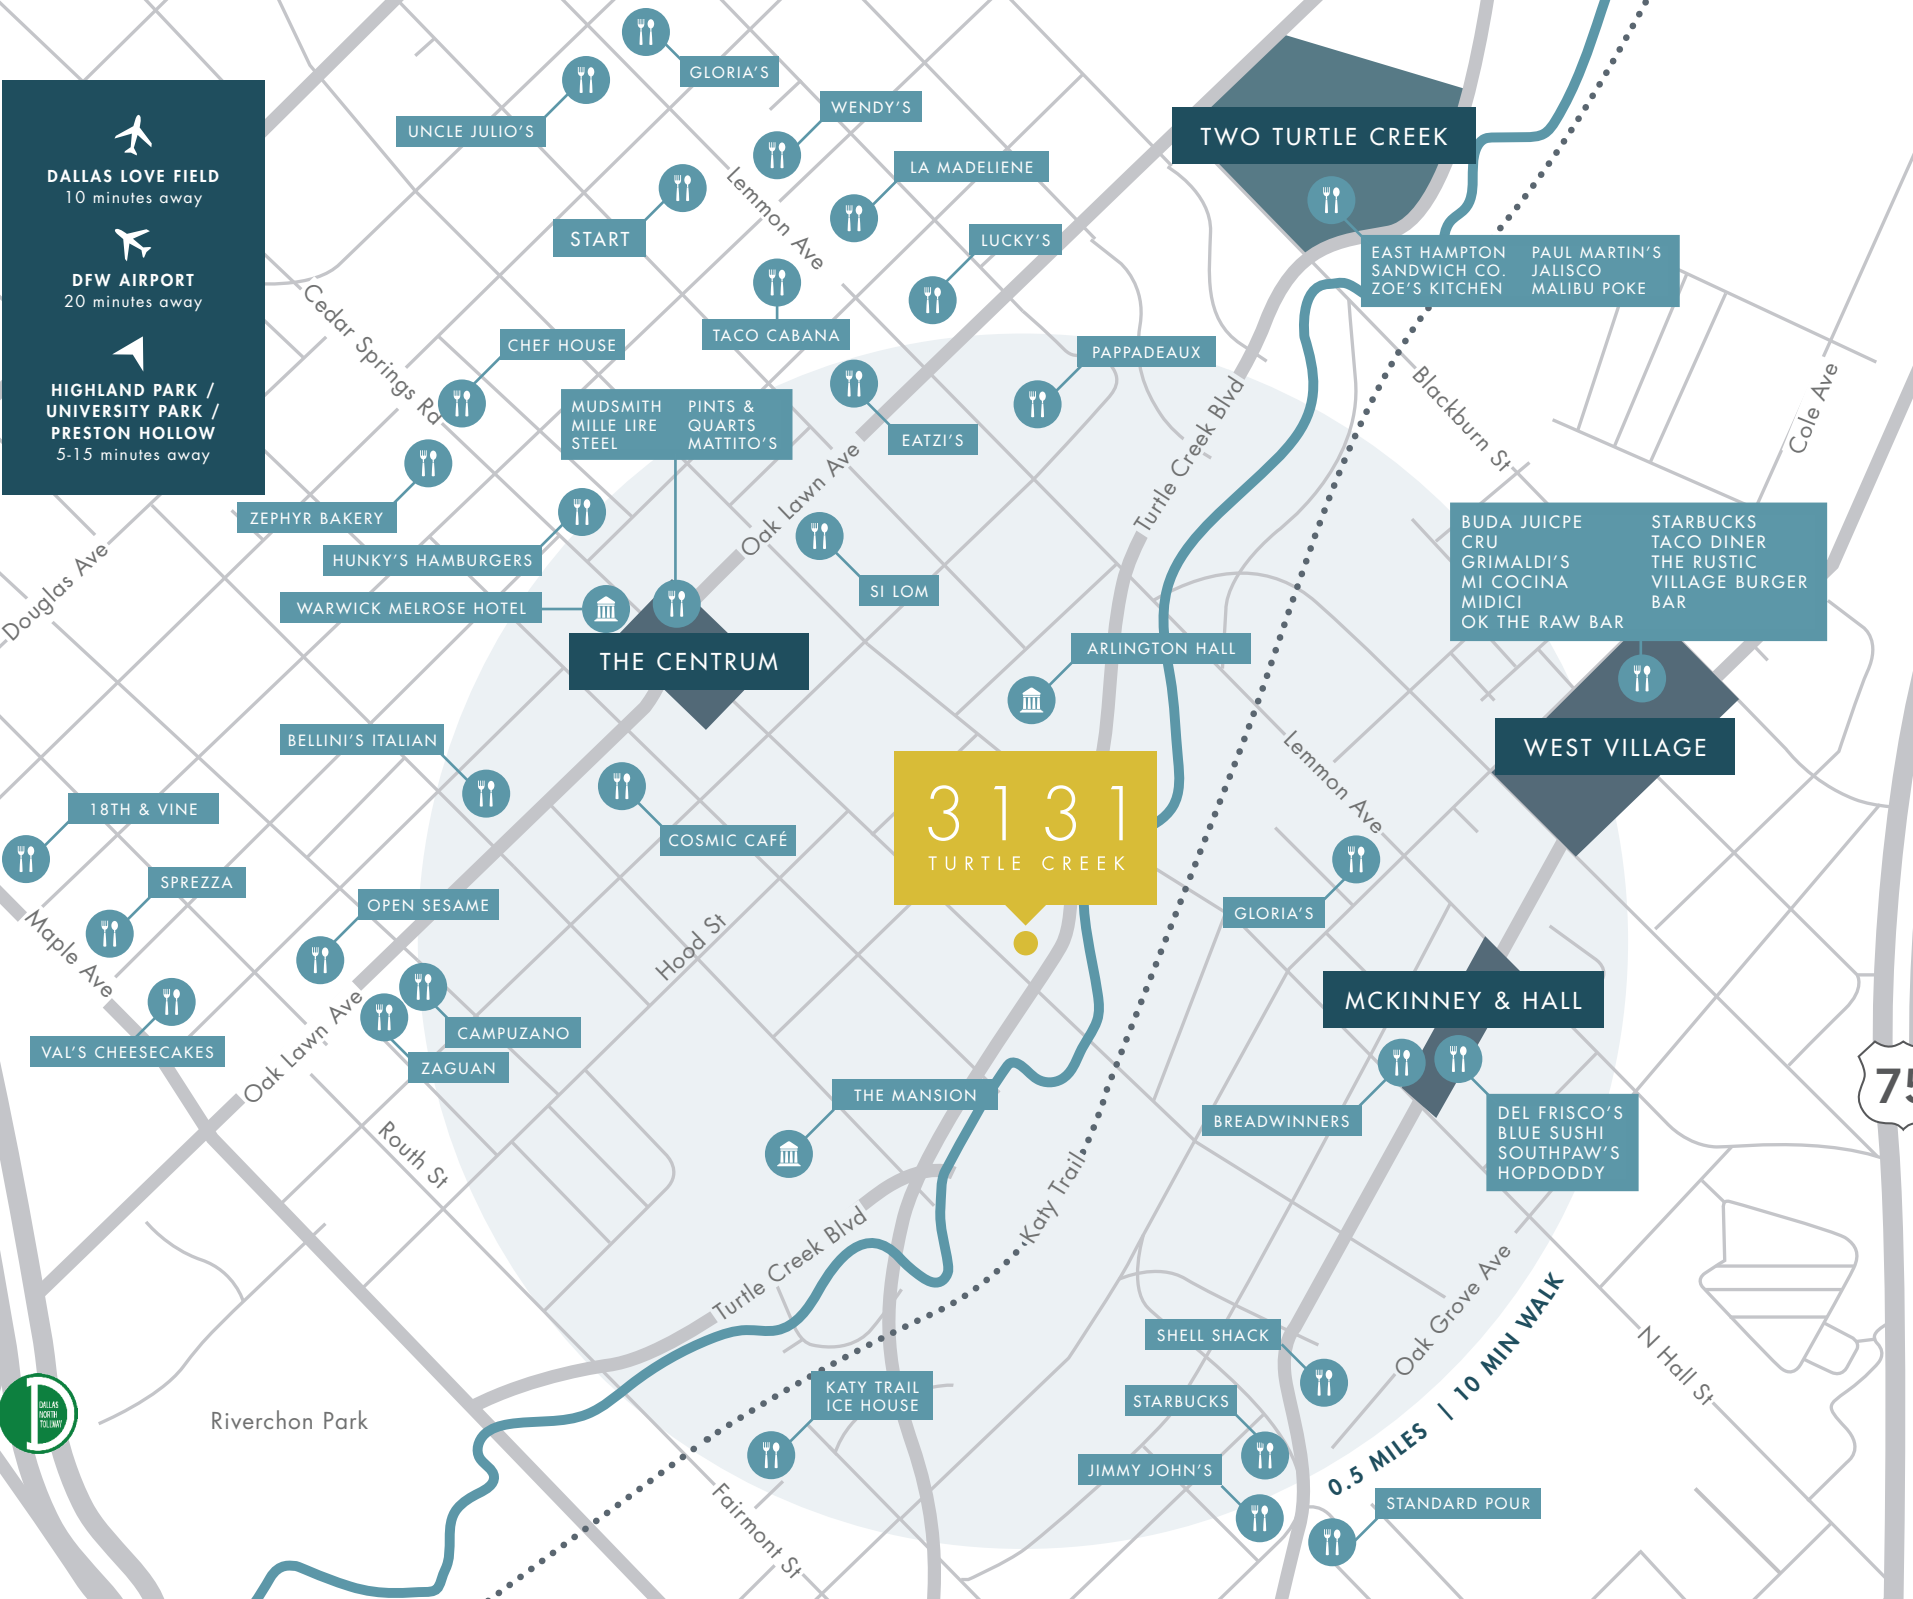 GLORIA'S
UNCLE JULIO'S
WENDY'S
LA MADELIENE
START
Lemmon Ave
LUCKY'S
TACO CABANA
TWO TURTLE CREEK
EAST HAMPTON
SANDWICH CO.
ZOE'S KITCHEN
PAUL MARTIN'S
JALISCO
MALIBU POKE
DALLAS LOVE FIELD
10 minutes away
DFW AIRPORT
20 minutes away
HIGHLAND PARK /
UNIVERSITY PARK /
PRESTON HOLLOW
5-15 minutes away
Cedar Springs Rd
CHEF HOUSE
MUDSMITH
MILLE LIRE
STEEL
PINTS &
QUARTS
MATTITO'S
PAPPADEAUX
EATZI'S
Turtle Creek Blvd
Blackburn St
Cole Ave
ZEPHYR BAKERY
HUNKY'S HAMBURGERS
Oak Lawn Ave
SI LOM
WARWICK MELROSE HOTEL
THE CENTRUM
Douglas Ave
ARLINGTON HALL
BUDA JUICPE
CRU
GRIMALDI'S
MI COCINA
MIDICI
OK THE RAW BAR
STARBUCKS
TACO DINER
THE RUSTIC
VILLAGE BURGER
BAR
WEST VILLAGE
BELLINI'S ITALIAN
COSMIC CAFÉ
3131
TURTLE CREEK
Lemmon Ave
18TH & VINE
SPREZZA
OPEN SESAME
GLORIA'S
Maple Ave
Hood St
MCKINNEY & HALL
VAL'S CHEESECAKES
Oak Lawn Ave
CAMPUZANO
ZAGUAN
75
THE MANSION
BREADWINNERS
DEL FRISCO'S
BLUE SUSHI
SOUTHPAW'S
HOPDODDY
Routh St
Katy Trail
Turtle Creek Blvd
Oak Grove Ave
0.5 MILES | 10 MIN WALK
N Hall St
SHELL SHACK
STARBUCKS
JIMMY JOHN'S
KATY TRAIL
ICE HOUSE
DALLAS
NORTH
TOLLWAY
Riverchon Park
Fairmont St
STANDARD POUR